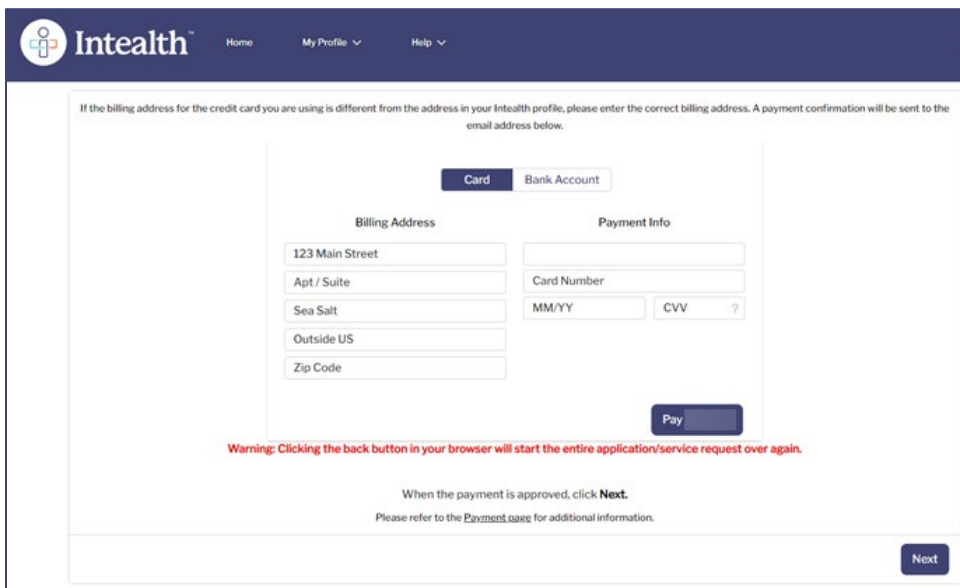 Intealth™
Home My Profile Help
If the billing address for the credit card you are using is different from the address in your Intealth profile, please enter the correct billing address. A payment confirmation will be sent to the
email address below.
Card Bank Account
Billing Address Payment Info
123 Main Street
Apt / Suite Card Number
Sea Salt MM/YY CVV ?
Outside US
Zip Code
Pay
Warning: Clicking the back button in your browser will start the entire application/service request over again.
When the payment is approved, click Next.
Please refer to the Payment page for additional information.
Next